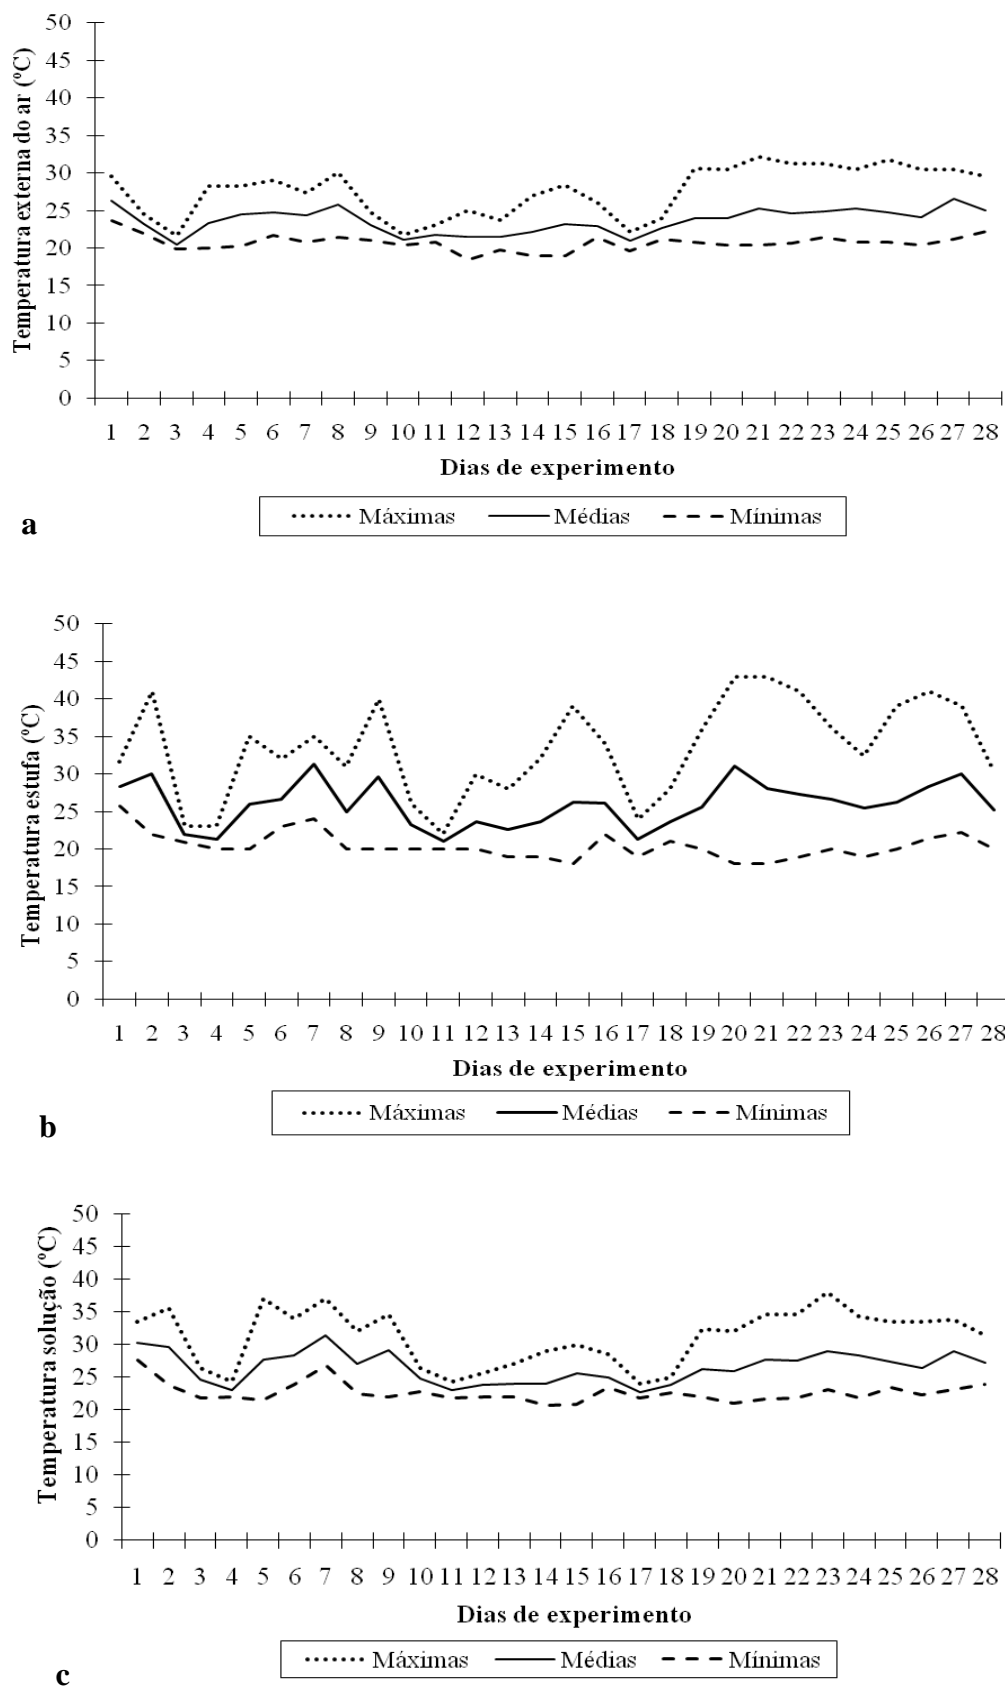 Temperatura externa do ar (ºC)
50
45
40
35
30
25
20
15
10
5
0
1 2 3 4 5 6 7 8 9 10 11 12 13 14 15 16 17 18 19 20 21 22 23 24 25 26 27 28
Dias de experimento
Máximas Médias Mínimas
a
Temperatura estufa (ºC)
50
45
40
35
30
25
20
15
10
5
0
1 2 3 4 5 6 7 8 9 10 11 12 13 14 15 16 17 18 19 20 21 22 23 24 25 26 27 28
Dias de experimento
Máximas Médias Mínimas
b
Temperatura solução (ºC)
50
45
40
35
30
25
20
15
10
5
0
1 2 3 4 5 6 7 8 9 10 11 12 13 14 15 16 17 18 19 20 21 22 23 24 25 26 27 28
Dias de experimento
Máximas Médias Mínimas
c